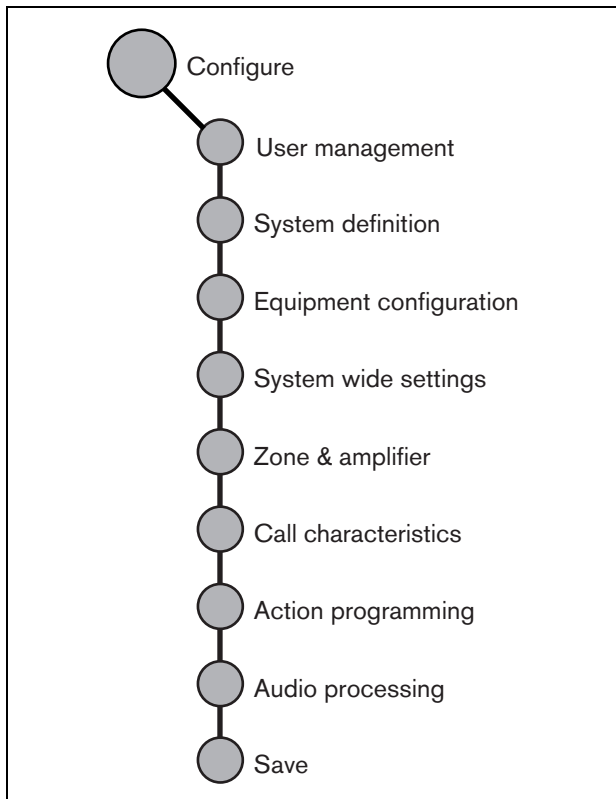 Configure
User management
System definition
Equipment configuration
System wide settings
Zone & amplifier
Call characteristics
Action programming
Audio processing
Save